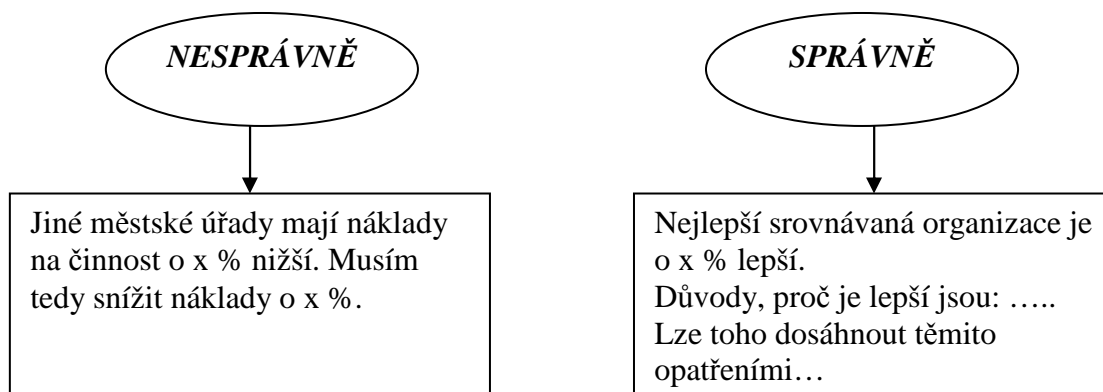 NESPRÁVNĚ
Jiné městské úřady mají náklady
na činnost o x % nižší. Musím
tedy snížit náklady o x %.
SPRÁVNĚ
Nejlepší srovnávaná organizace je
o x % lepší.
Důvody, proč je lepší jsou: …..
Lze toho dosáhnout těmito
opatřeními…